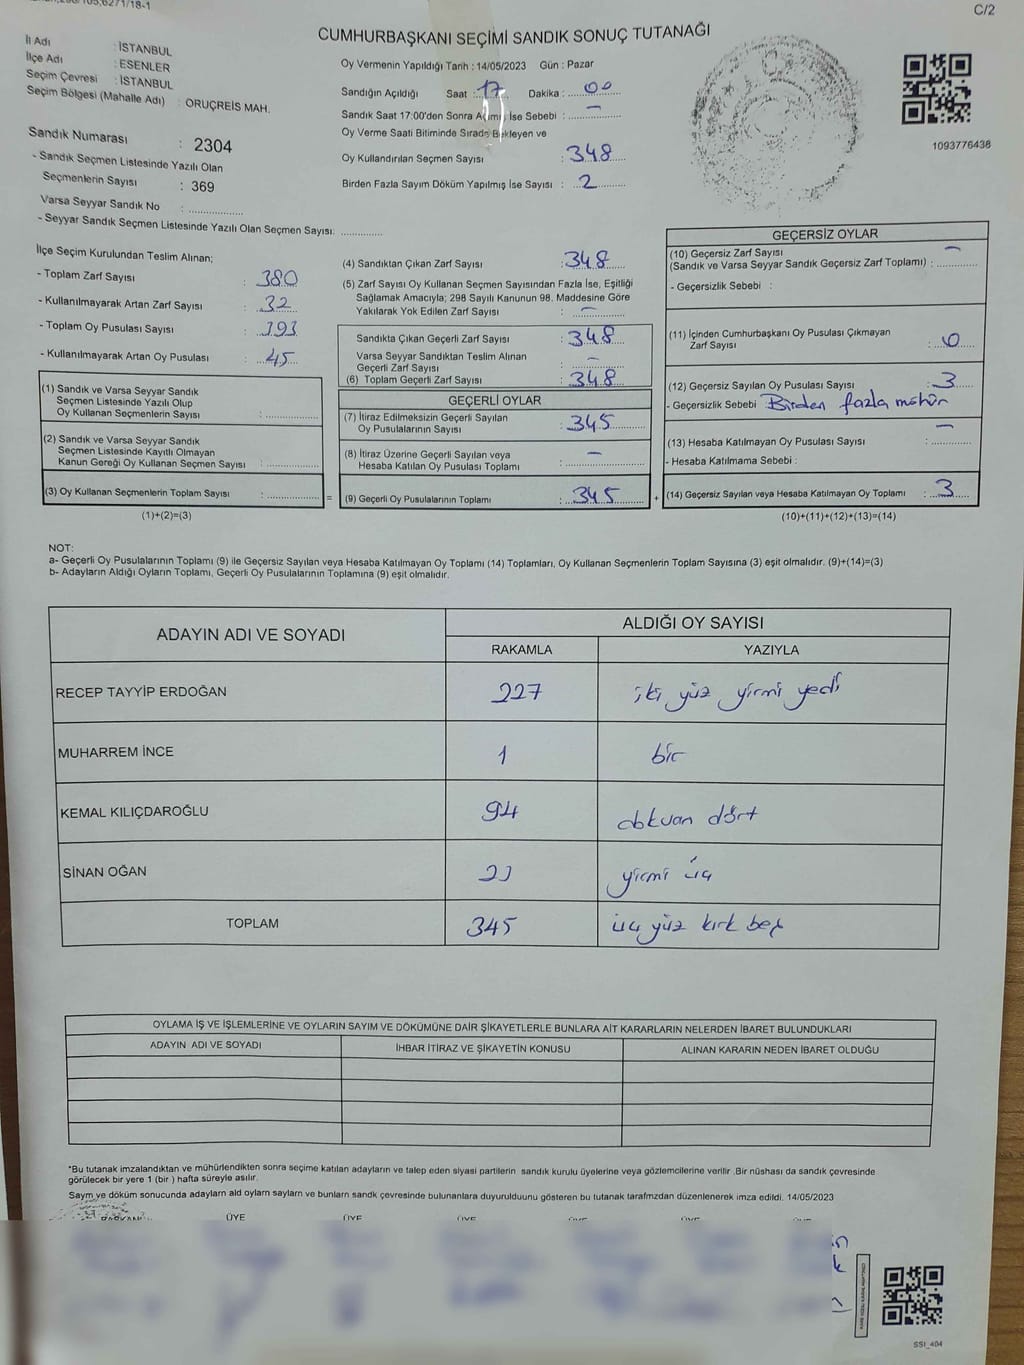 C/2
CUMHURBAŞKANI SEÇİMİ SANDIK SONUÇ TUTANAĞI
İl Adı : İSTANBUL
İlçe Adı : ESENLER
Seçim Çevresi : İSTANBUL
Seçim Bölgesi (Mahalle Adı) : ORUÇREİS MAH.
Sandık Numarası : 2304
- Sandık Seçmen Listesinde Yazılı Olan
Seçmenlerin Sayısı : 369
Varsa Seyyar Sandık No : ..................
- Seyyar Sandık Seçmen Listesinde Yazılı Olan Seçmen Sayısı: ..............
Oy Vermenin Yapıldığı Tarih : 14/05/2023 Gün : Pazar
Sandığın Açıldığı Saat : 17 Dakika : 00
Sandık Saat 17:00'den Sonra Açılmış İse Sebebi : –
Oy Verme Saati Bitiminde Sırada Bekleyen ve
Oy Kullandırılan Seçmen Sayısı : 348
Birden Fazla Sayım Döküm Yapılmış İse Sayısı : 2
1093776438
İlçe Seçim Kurulundan Teslim Alınan;
- Toplam Zarf Sayısı : 380
- Kullanılmayarak Artan Zarf Sayısı : 32
- Toplam Oy Pusulası Sayısı : 393
- Kullanılmayarak Artan Oy Pusulası : 45
(1) Sandık ve Varsa Seyyar Sandık
Seçmen Listesinde Yazılı Olup
Oy Kullanan Seçmenlerin Sayısı : ..............
(2) Sandık ve Varsa Seyyar Sandık
Seçmen Listesinde Kayıtlı Olmayan
Kanun Gereği Oy Kullanan Seçmen Sayısı : ..............
(3) Oy Kullanan Seçmenlerin Toplam Sayısı : .............. =
(1)+(2)=(3)
(4) Sandıktan Çıkan Zarf Sayısı : 348
(5) Zarf Sayısı Oy Kullanan Seçmen Sayısından Fazla İse, Eşitliği
Sağlamak Amacıyla; 298 Sayılı Kanunun 98. Maddesine Göre
Yakılarak Yok Edilen Zarf Sayısı : –
Sandıkta Çıkan Geçerli Zarf Sayısı : 348
Varsa Seyyar Sandıktan Teslim Alınan
Geçerli Zarf Sayısı : –
(6) Toplam Geçerli Zarf Sayısı : 348
GEÇERLİ OYLAR
(7) İtiraz Edilmeksizin Geçerli Sayılan
Oy Pusulalarının Sayısı : 345
(8) İtiraz Üzerine Geçerli Sayılan veya
Hesaba Katılan Oy Pusulası Toplamı : –
(9) Geçerli Oy Pusulalarının Toplamı : 345 +
GEÇERSİZ OYLAR
(10) Geçersiz Zarf Sayısı
(Sandık ve Varsa Seyyar Sandık Geçersiz Zarf Toplamı) : –
- Geçersizlik Sebebi :
(11) İçinden Cumhurbaşkanı Oy Pusulası Çıkmayan
Zarf Sayısı : 0
(12) Geçersiz Sayılan Oy Pusulası Sayısı : 3
- Geçersizlik Sebebi Birden fazla mühür
(13) Hesaba Katılmayan Oy Pusulası Sayısı : –
- Hesaba Katılmama Sebebi :
(14) Geçersiz Sayılan veya Hesaba Katılmayan Oy Toplamı : 3
(10)+(11)+(12)+(13)=(14)
NOT:
a- Geçerli Oy Pusulalarının Toplamı (9) ile Geçersiz Sayılan veya Hesaba Katılmayan Oy Toplamı (14) Toplamları, Oy Kullanan Seçmenlerin Toplam Sayısına (3) eşit olmalıdır. (9)+(14)=(3)
b- Adayların Aldığı Oyların Toplamı, Geçerli Oy Pusulalarının Toplamına (9) eşit olmalıdır.
ADAYIN ADI VE SOYADI
ALDIĞI OY SAYISI
RAKAMLA YAZIYLA
RECEP TAYYİP ERDOĞAN 227 iki yüz yirmi yedi
MUHARREM İNCE 1 bir
KEMAL KILIÇDAROĞLU 94 doksan dört
SİNAN OĞAN 23 yirmi üç
TOPLAM 345 üç yüz kırk beş
OYLAMA İŞ VE İŞLEMLERİNE VE OYLARIN SAYIM VE DÖKÜMÜNE DAİR ŞİKAYETLERLE BUNLARA AİT KARARLARIN NELERDEN İBARET BULUNDUKLARI
ADAYIN ADI VE SOYADI İHBAR İTİRAZ VE ŞİKAYETİN KONUSU ALINAN KARARIN NEDEN İBARET OLDUĞU
*Bu tutanak imzalandıktan ve mühürlendikten sonra seçime katılan adayların ve talep eden siyasi partilerin sandık kurulu üyelerine veya gözlemcilerine verilir .Bir nüshası da sandık çevresinde
görülecek bir yere 1 (bir ) hafta süreyle asılır.
Sayım ve döküm sonucunda adayların ald oyların sayları ve bunların sandk çevresinde bulunanlara duyurulduunu gösteren bu tutanak tarafmzdan düzenlenerek imza edildi. 14/05/2023
BAŞKAN ÜYE ÜYE ÜYE ÜYE ÜYE ÜYE
SSI_404